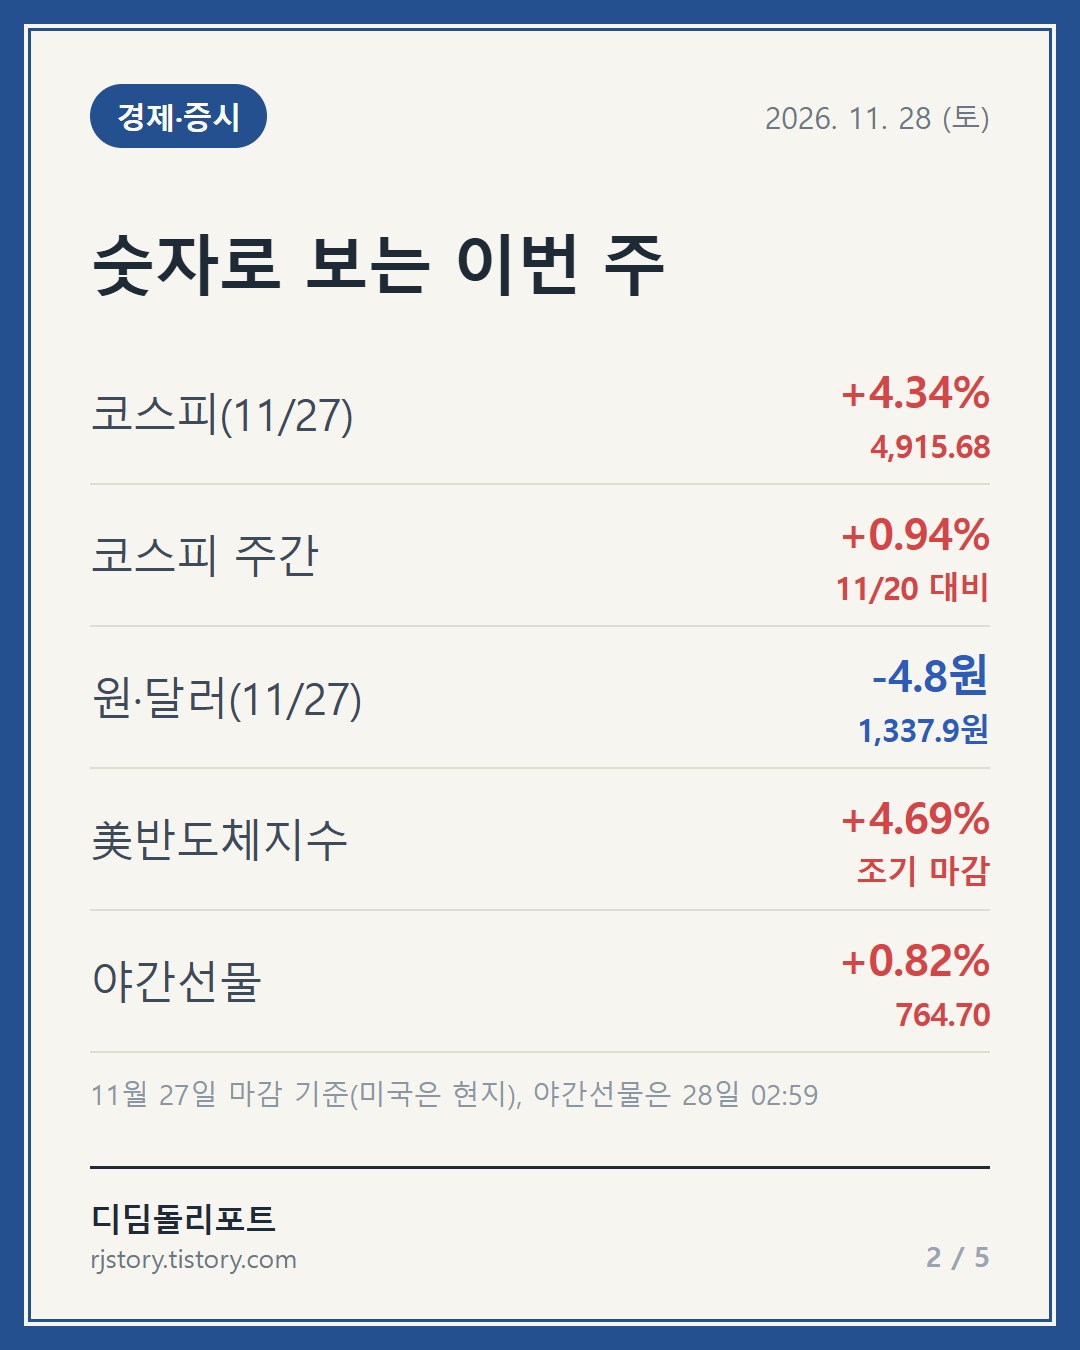 경제·증시
2026. 11. 28 (토)
숫자로 보는 이번 주
코스피(11/27)
+4.34%
4,915.68
코스피 주간
+0.94%
11/20 대비
원·달러(11/27)
-4.8원
1,337.9원
美반도체지수
+4.69%
조기 마감
야간선물
+0.82%
764.70
11월 27일 마감 기준(미국은 현지), 야간선물은 28일 02:59
디딤돌리포트
rjstory.tistory.com
2 / 5